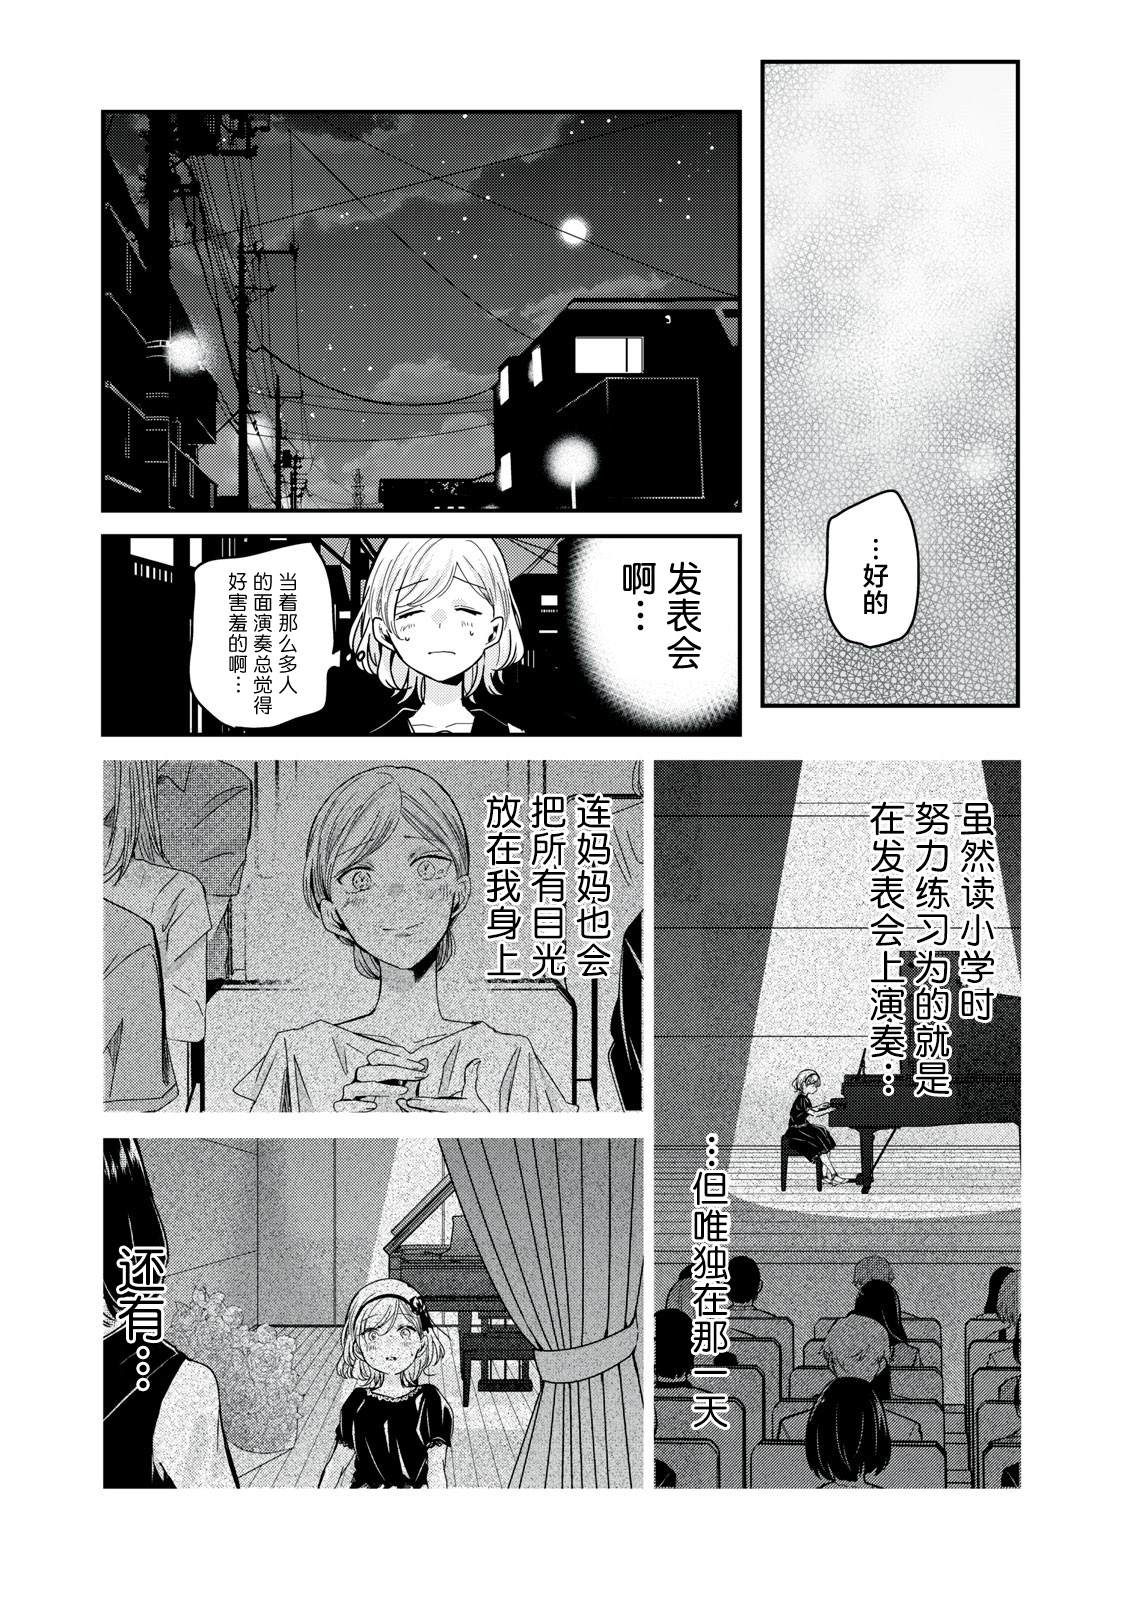 …好的
发表会
啊…
当着那么多人
的面演奏总觉得
好害羞的啊…
虽然读小学时
努力练习为的就是
在发表会上演奏…
…但唯独在那一天
连妈妈也会
把所有目光
放在我身上
还有……